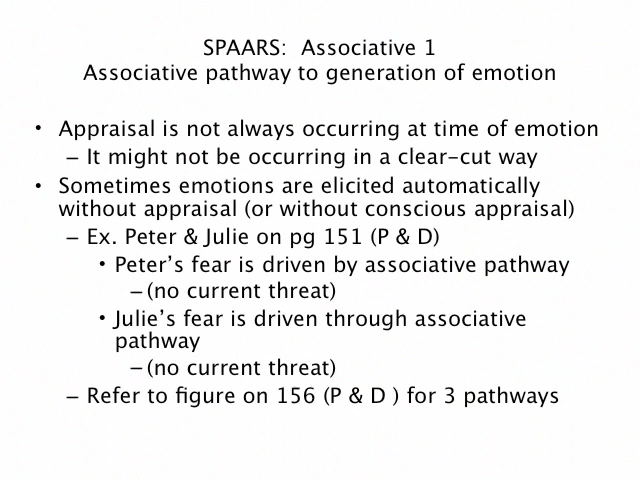 SPAARS:  Associative 1
Associative pathway to generation of emotion
• Appraisal is not always occurring at time of emotion
– It might not be occurring in a clear-cut way
• Sometimes emotions are elicited automatically
without appraisal (or without conscious appraisal)
– Ex. Peter & Julie on pg 151 (P & D)
• Peter's fear is driven by associative pathway
– (no current threat)
• Julie's fear is driven through associative
pathway
– (no current threat)
– Refer to figure on 156 (P & D ) for 3 pathways